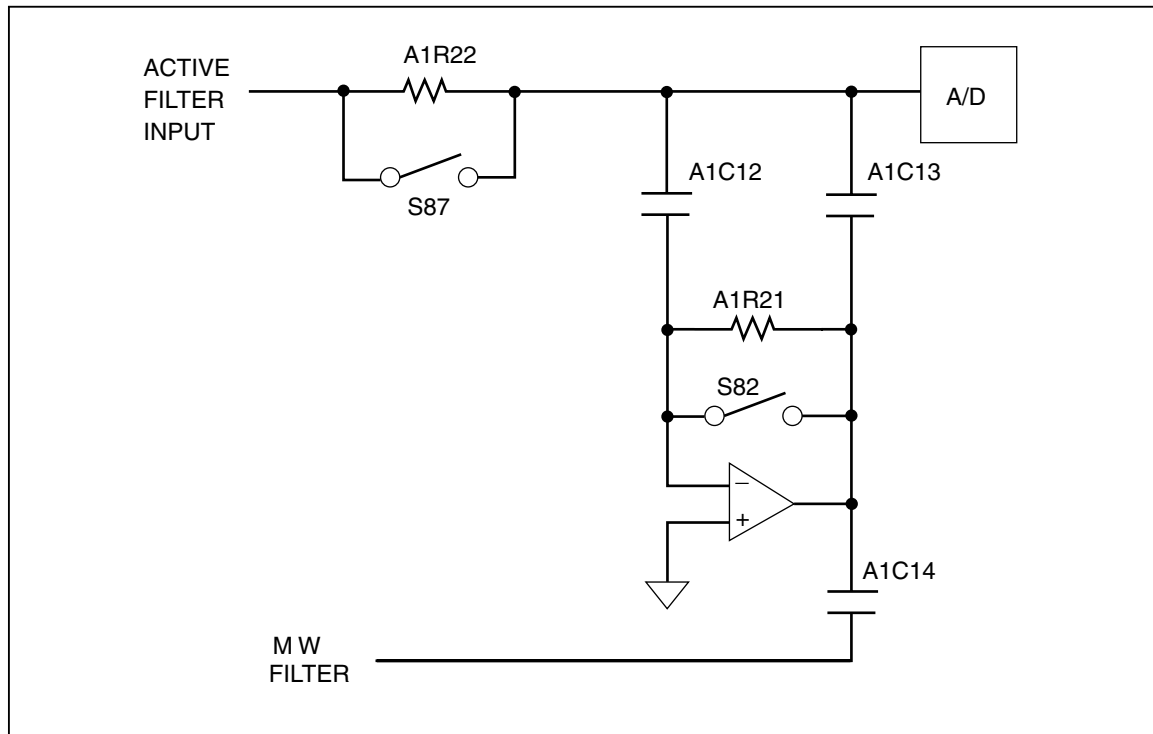 A1R22
ACTIVE
FILTER
INPUT
A/D
S87
A1C12
A1C13
A1R21
S82
–
+
A1C14
M W
FILTER